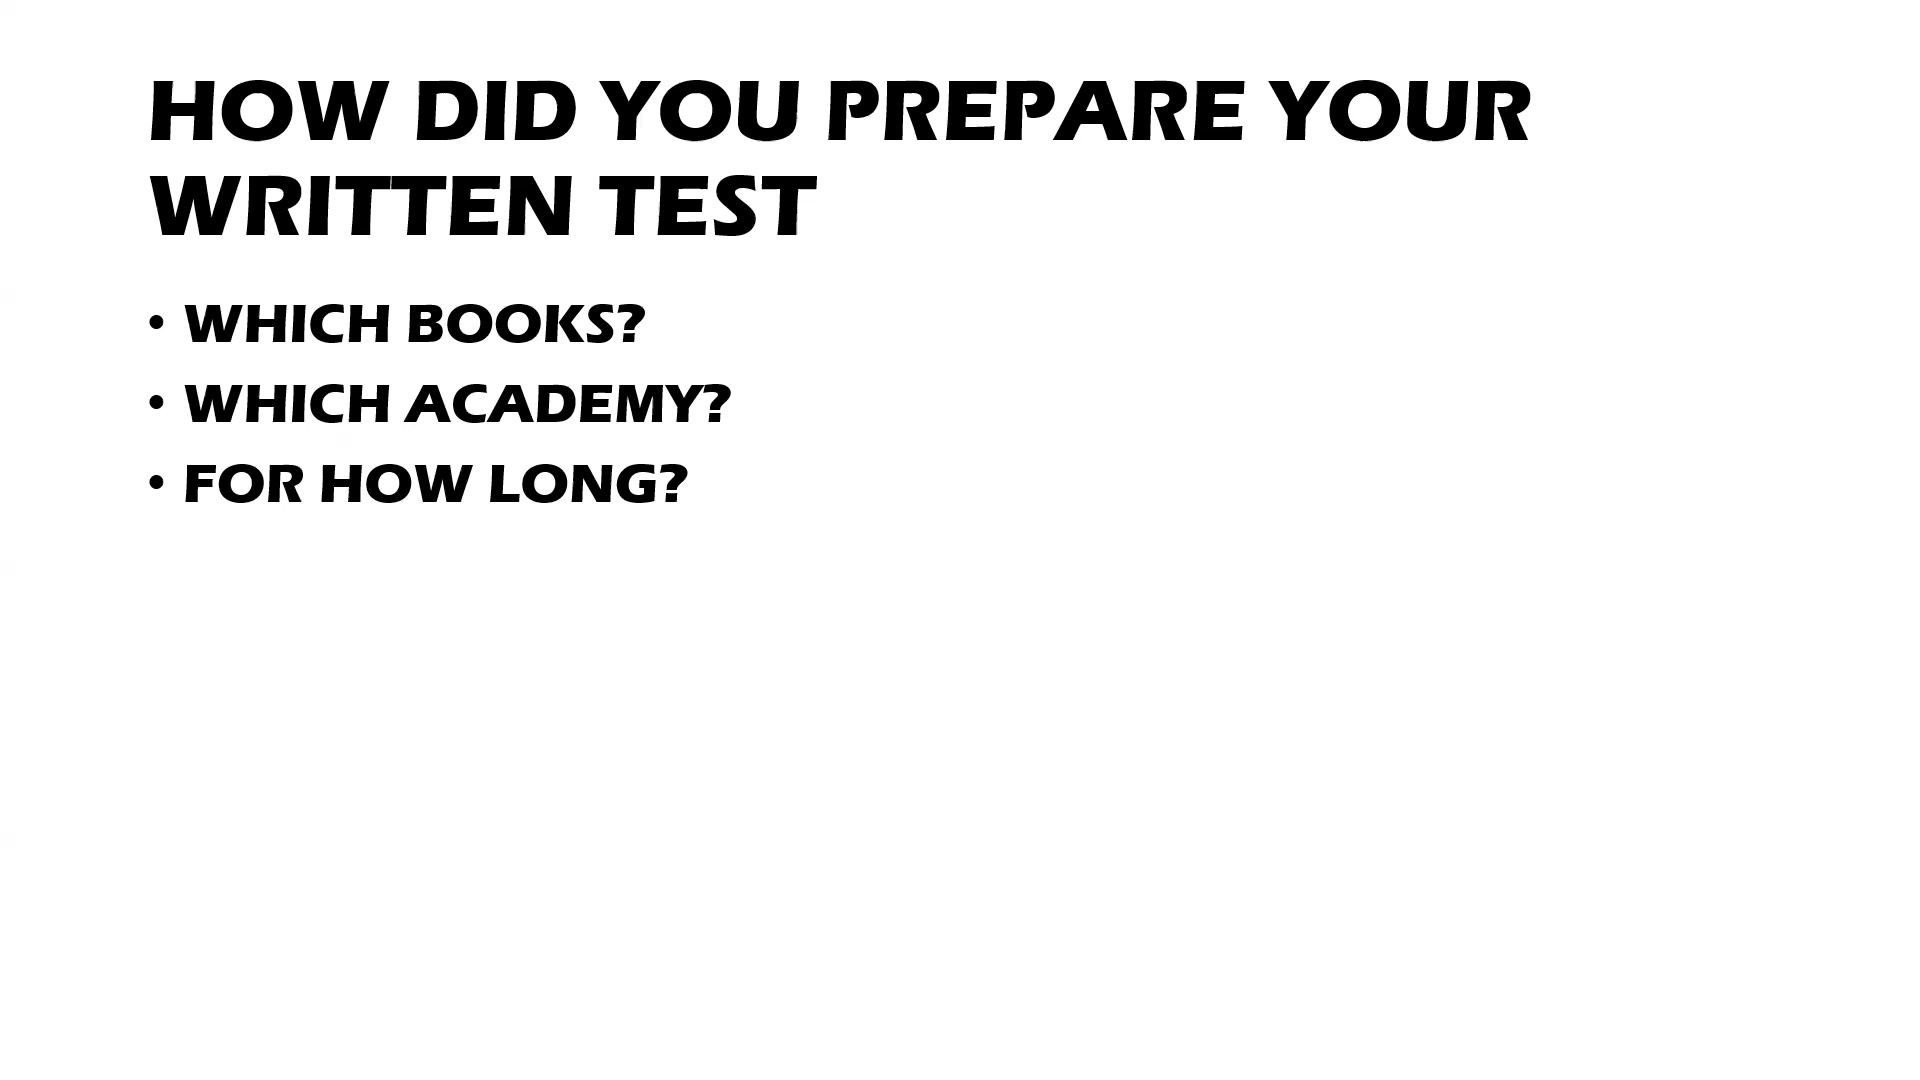 HOW DID YOU PREPARE YOUR
WRITTEN TEST
• WHICH BOOKS?
• WHICH ACADEMY?
• FOR HOW LONG?